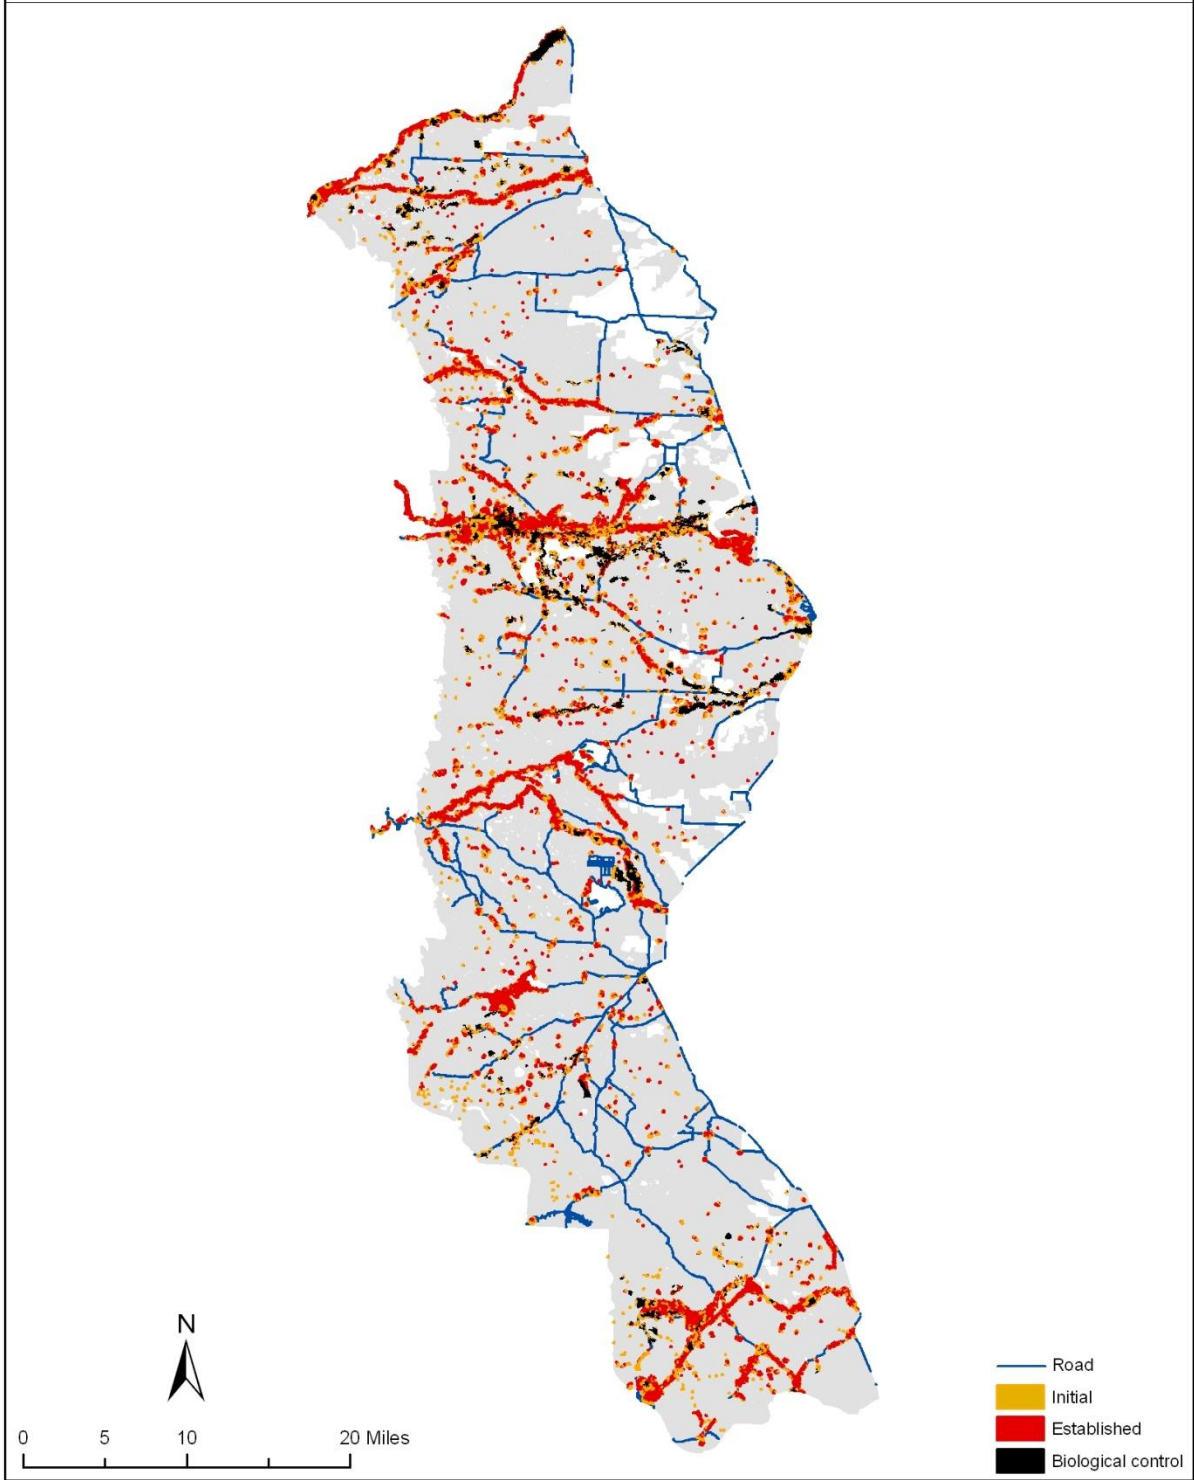 N
0 5 10 20 Miles
Road
Initial
Established
Biological control